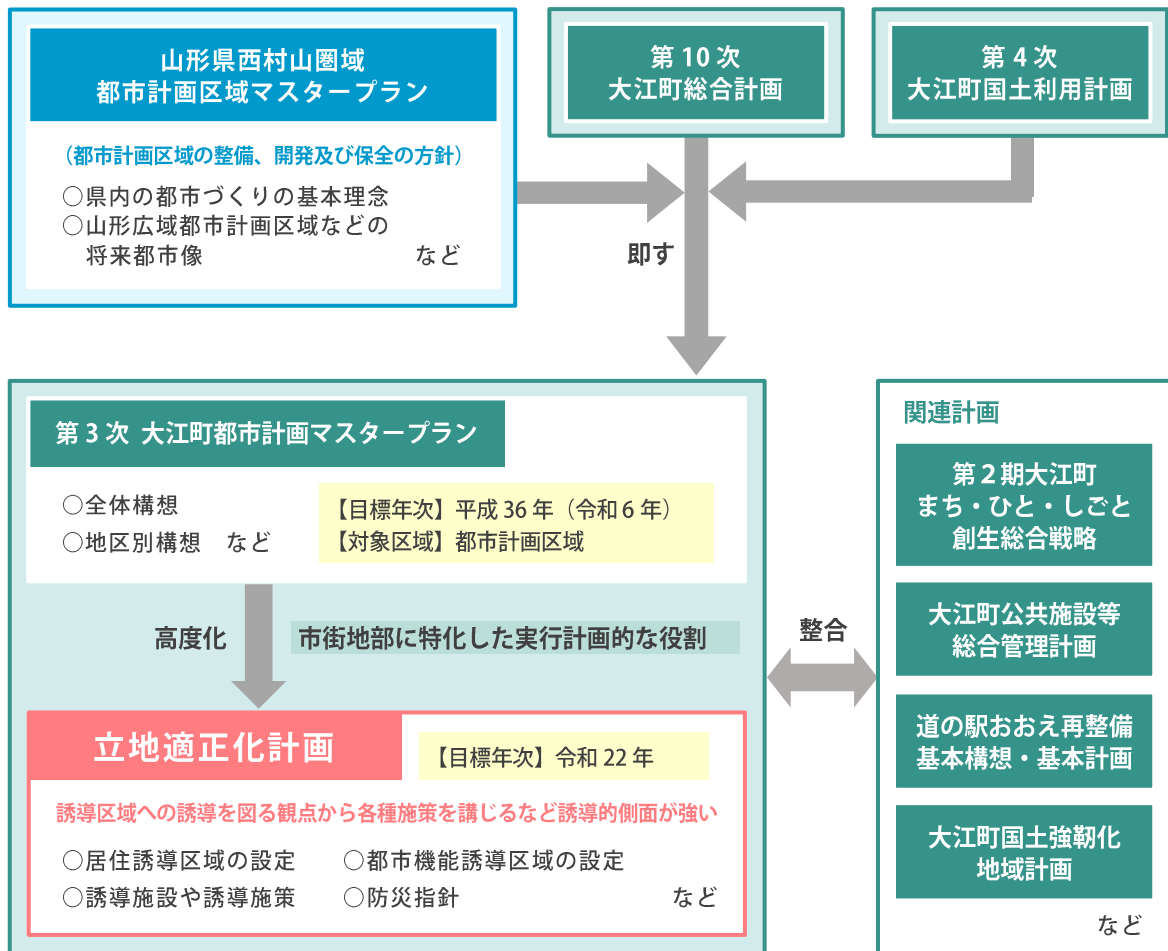 山形県西村山圏域
都市計画区域マスタープラン
(都市計画区域の整備、開発及び保全の方針)
○県内の都市づくりの基本理念
○山形広域都市計画区域などの
将来都市像 など
第10次
大江町総合計画
第4次
大江町国土利用計画
即す
第3次 大江町都市計画マスタープラン
○全体構想
○地区別構想 など
【目標年次】平成36年（令和6年）
【対象区域】都市計画区域
高度化
市街地部に特化した実行計画的な役割
立地適正化計画
【目標年次】令和22年
誘導区域への誘導を図る観点から各種施策を講じるなど誘導的側面が強い
○居住誘導区域の設定 ○都市機能誘導区域の設定
○誘導施設や誘導施策 ○防災指針 など
整合
関連計画
第2期大江町
まち・ひと・しごと
創生総合戦略
大江町公共施設等
総合管理計画
道の駅おおえ再整備
基本構想・基本計画
大江町国土強靭化
地域計画
など